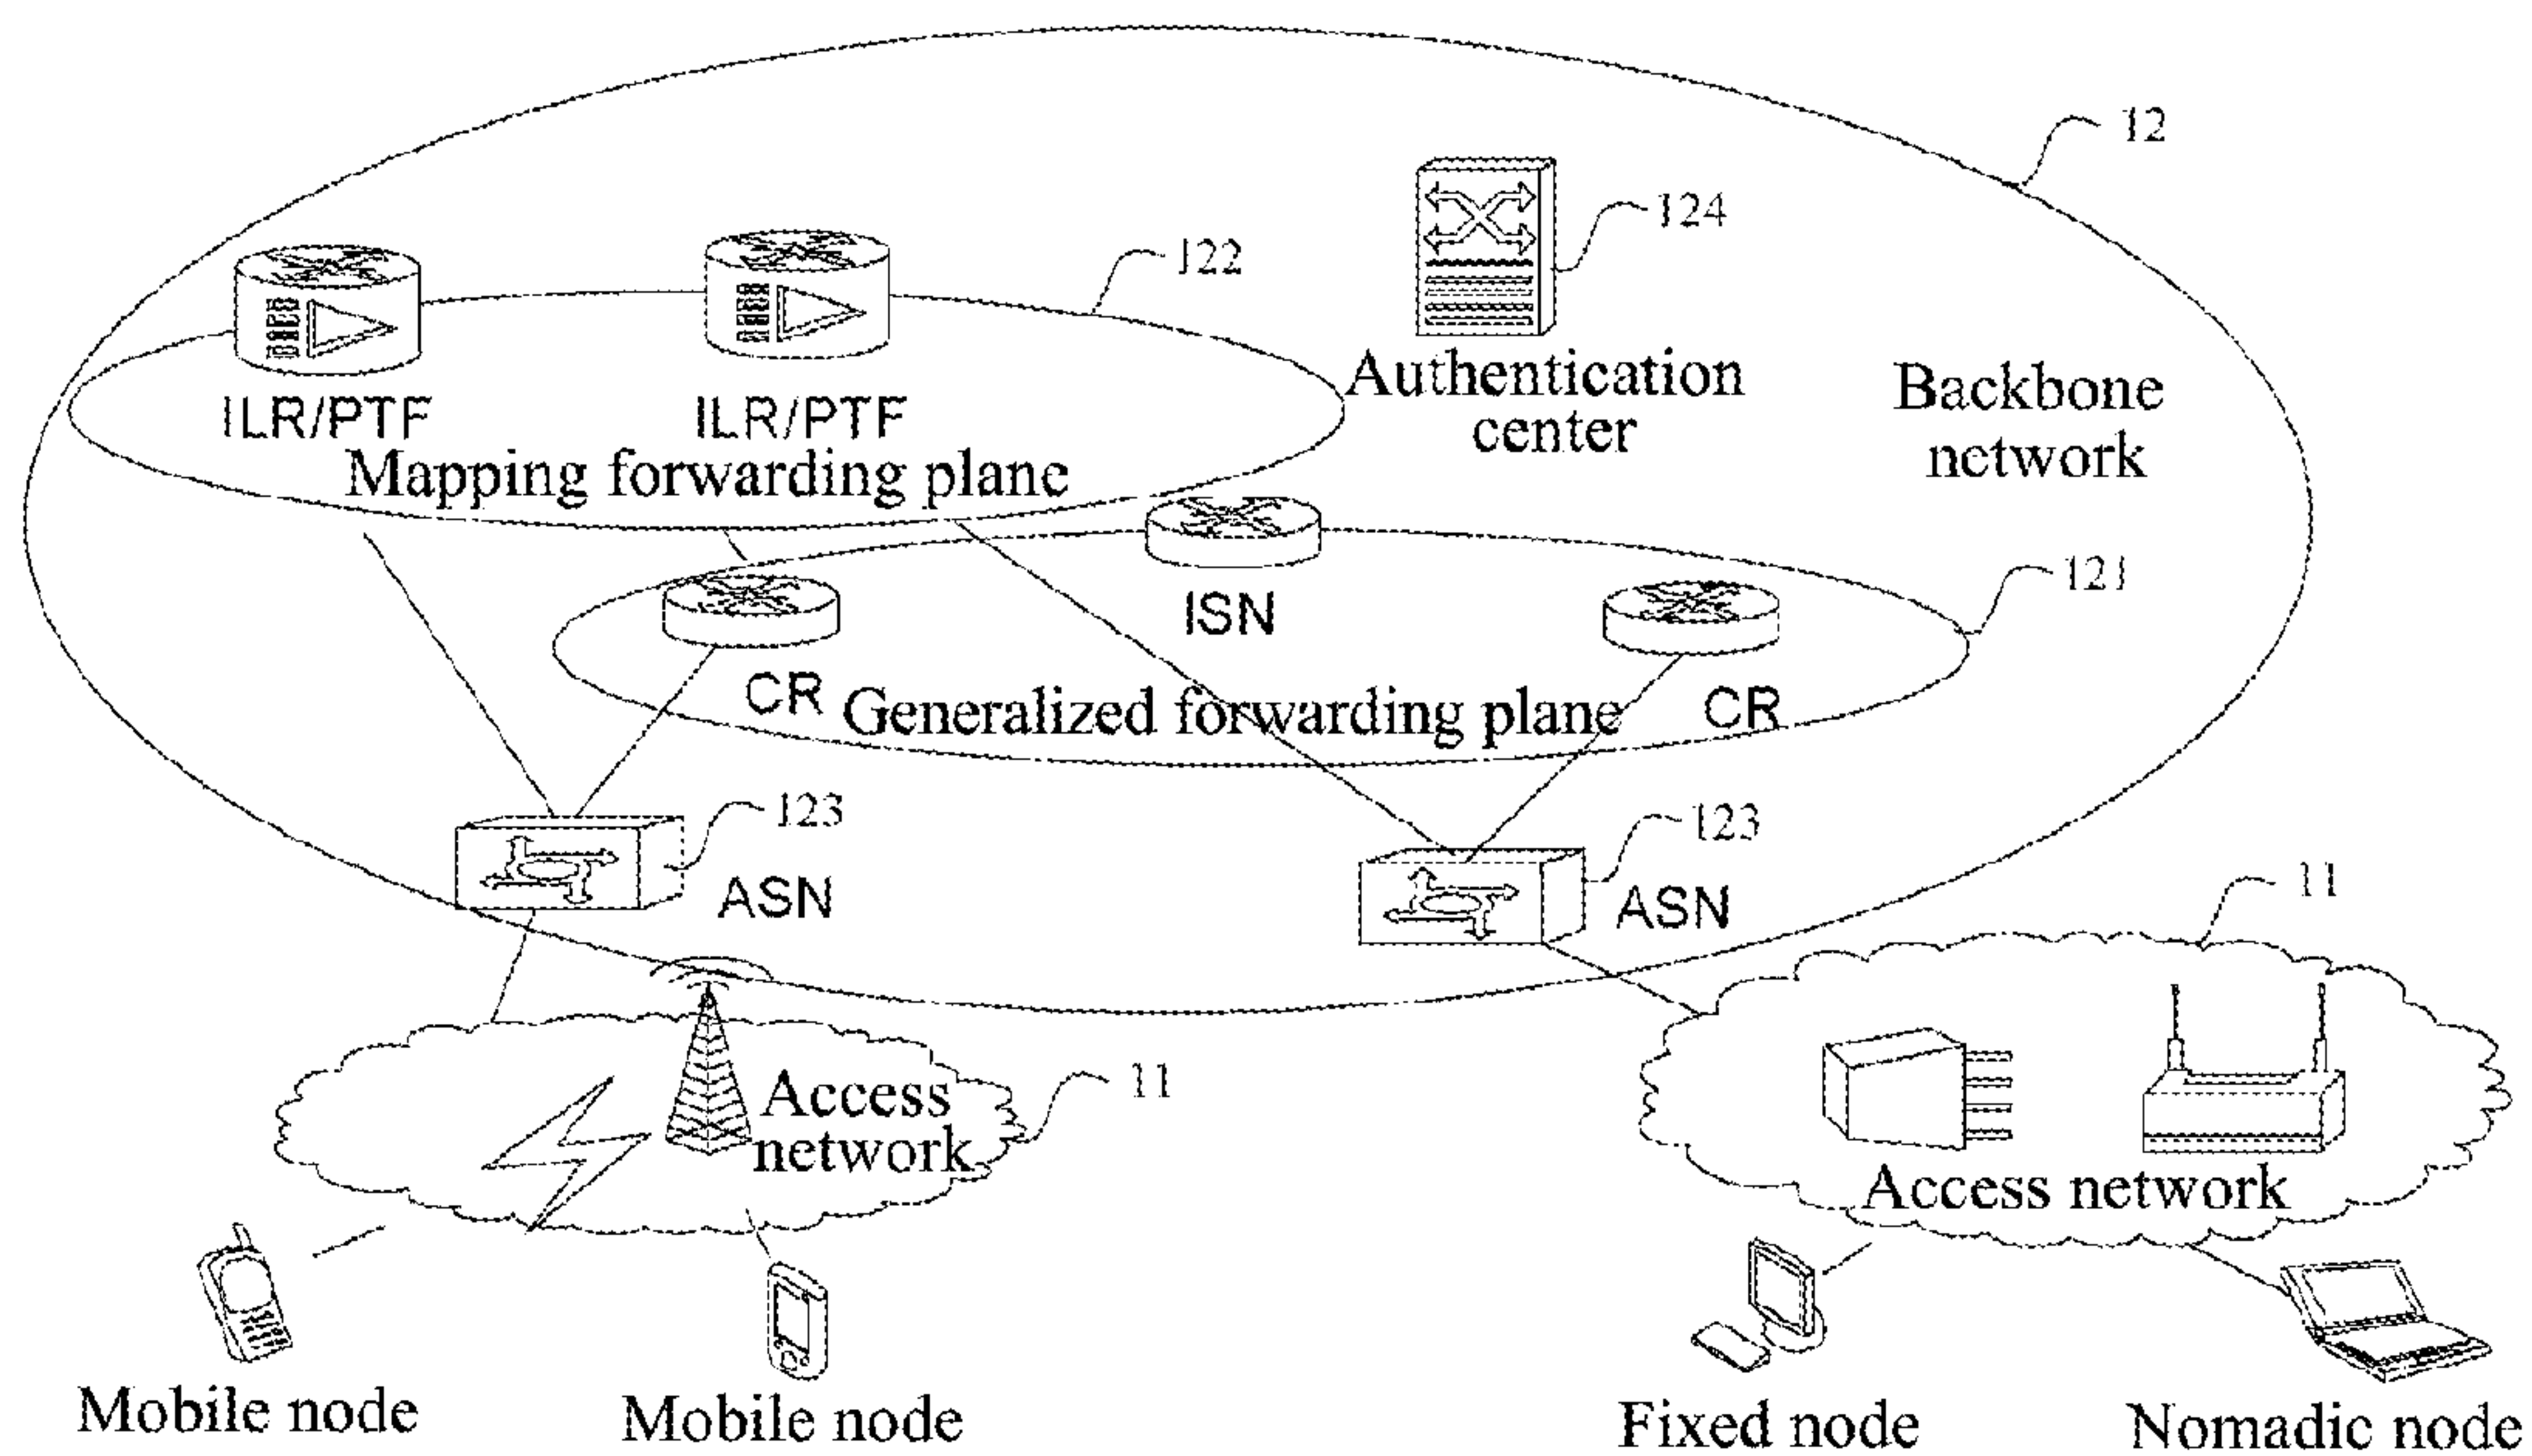 12
124
122
Authentication
center
Backbone
network
ILR/PTF
ILR/PTF
Mapping forwarding plane
121
ISN
CR
Generalized forwarding plane
CR
123
ASN
123
ASN
11
11
Access
network
Access network
Mobile node
Mobile node
Fixed node
Nomadic node